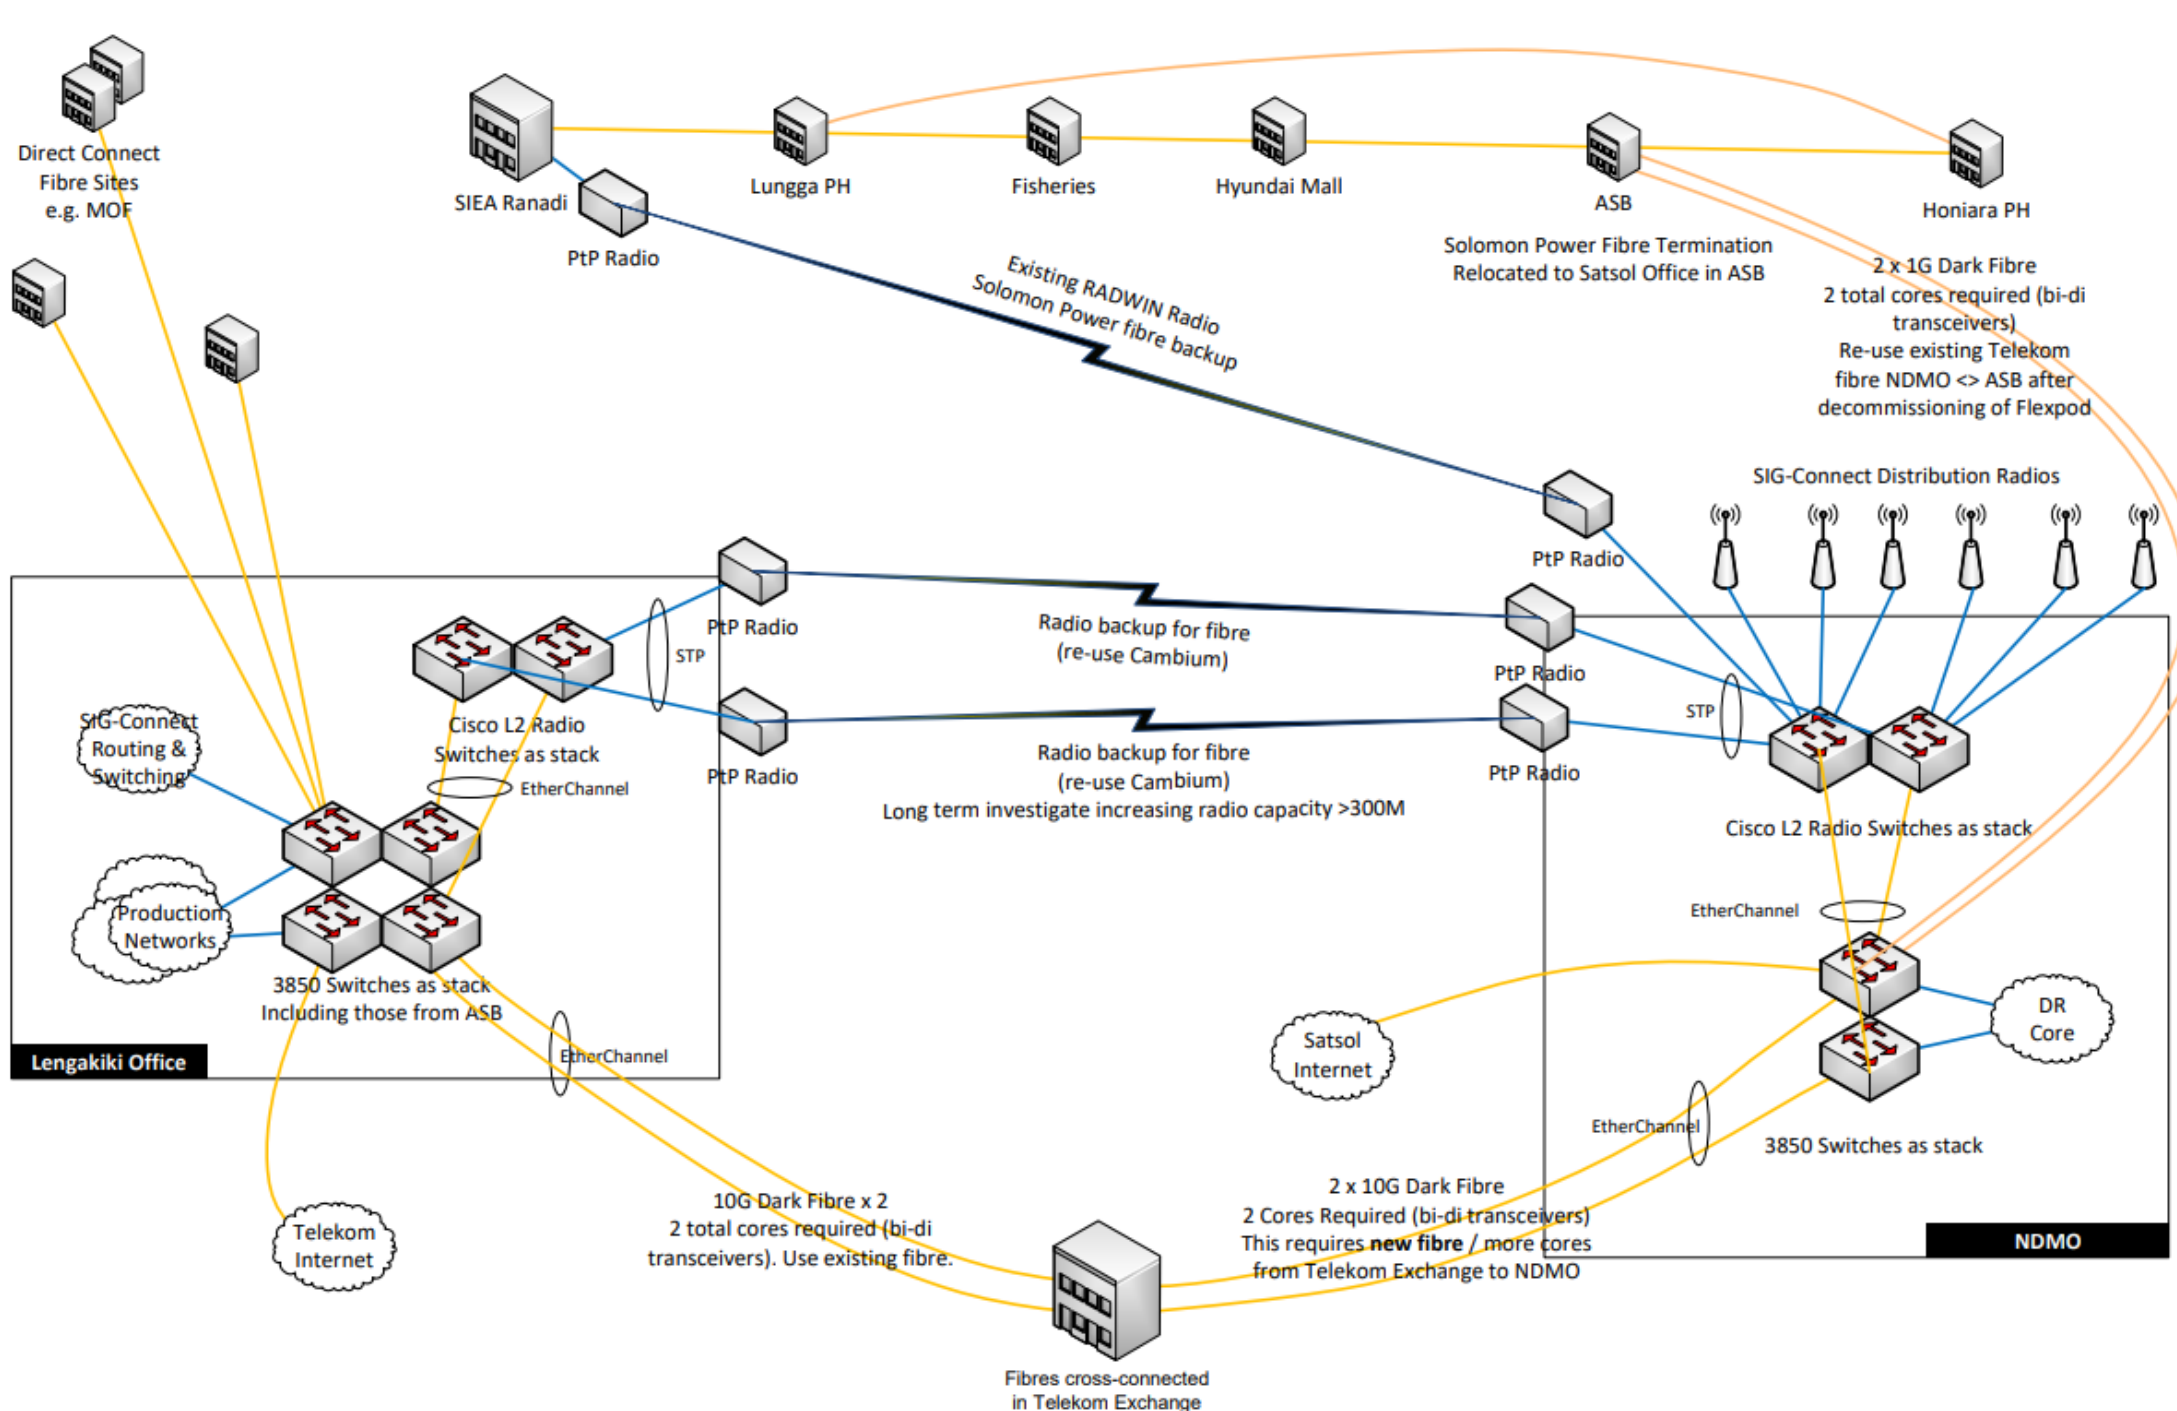 Direct Connect
Fibre Sites
e.g. MOF
SIEA Ranadi
PtP Radio
Lungga PH
Fisheries
Hyundai Mall
ASB
Honiara PH
Solomon Power Fibre Termination
Relocated to Satsol Office in ASB
2 x 1G Dark Fibre
2 total cores required (bi-di
transceivers)
Re-use existing Telekom
fibre NDMO <> ASB after
decommissioning of Flexpod
Existing RADWIN Radio
Solomon Power fibre backup
SIG-Connect Distribution Radios
PtP Radio
PtP Radio
STP
Radio backup for fibre
(re-use Cambium)
PtP Radio
STP
SIG-Connect
Routing &
Switching
Cisco L2 Radio
Switches as stack
EtherChannel
PtP Radio
Radio backup for fibre
(re-use Cambium)
Long term investigate increasing radio capacity >300M
PtP Radio
Cisco L2 Radio Switches as stack
Production
Networks
EtherChannel
3850 Switches as stack
Including those from ASB
EtherChannel
Lengakiki Office
Satsol
Internet
DR
Core
EtherChannel
3850 Switches as stack
10G Dark Fibre x 2
2 total cores required (bi-di
transceivers). Use existing fibre.
2 x 10G Dark Fibre
2 Cores Required (bi-di transceivers)
This requires new fibre / more cores
from Telekom Exchange to NDMO
NDMO
Telekom
Internet
Fibres cross-connected
in Telekom Exchange